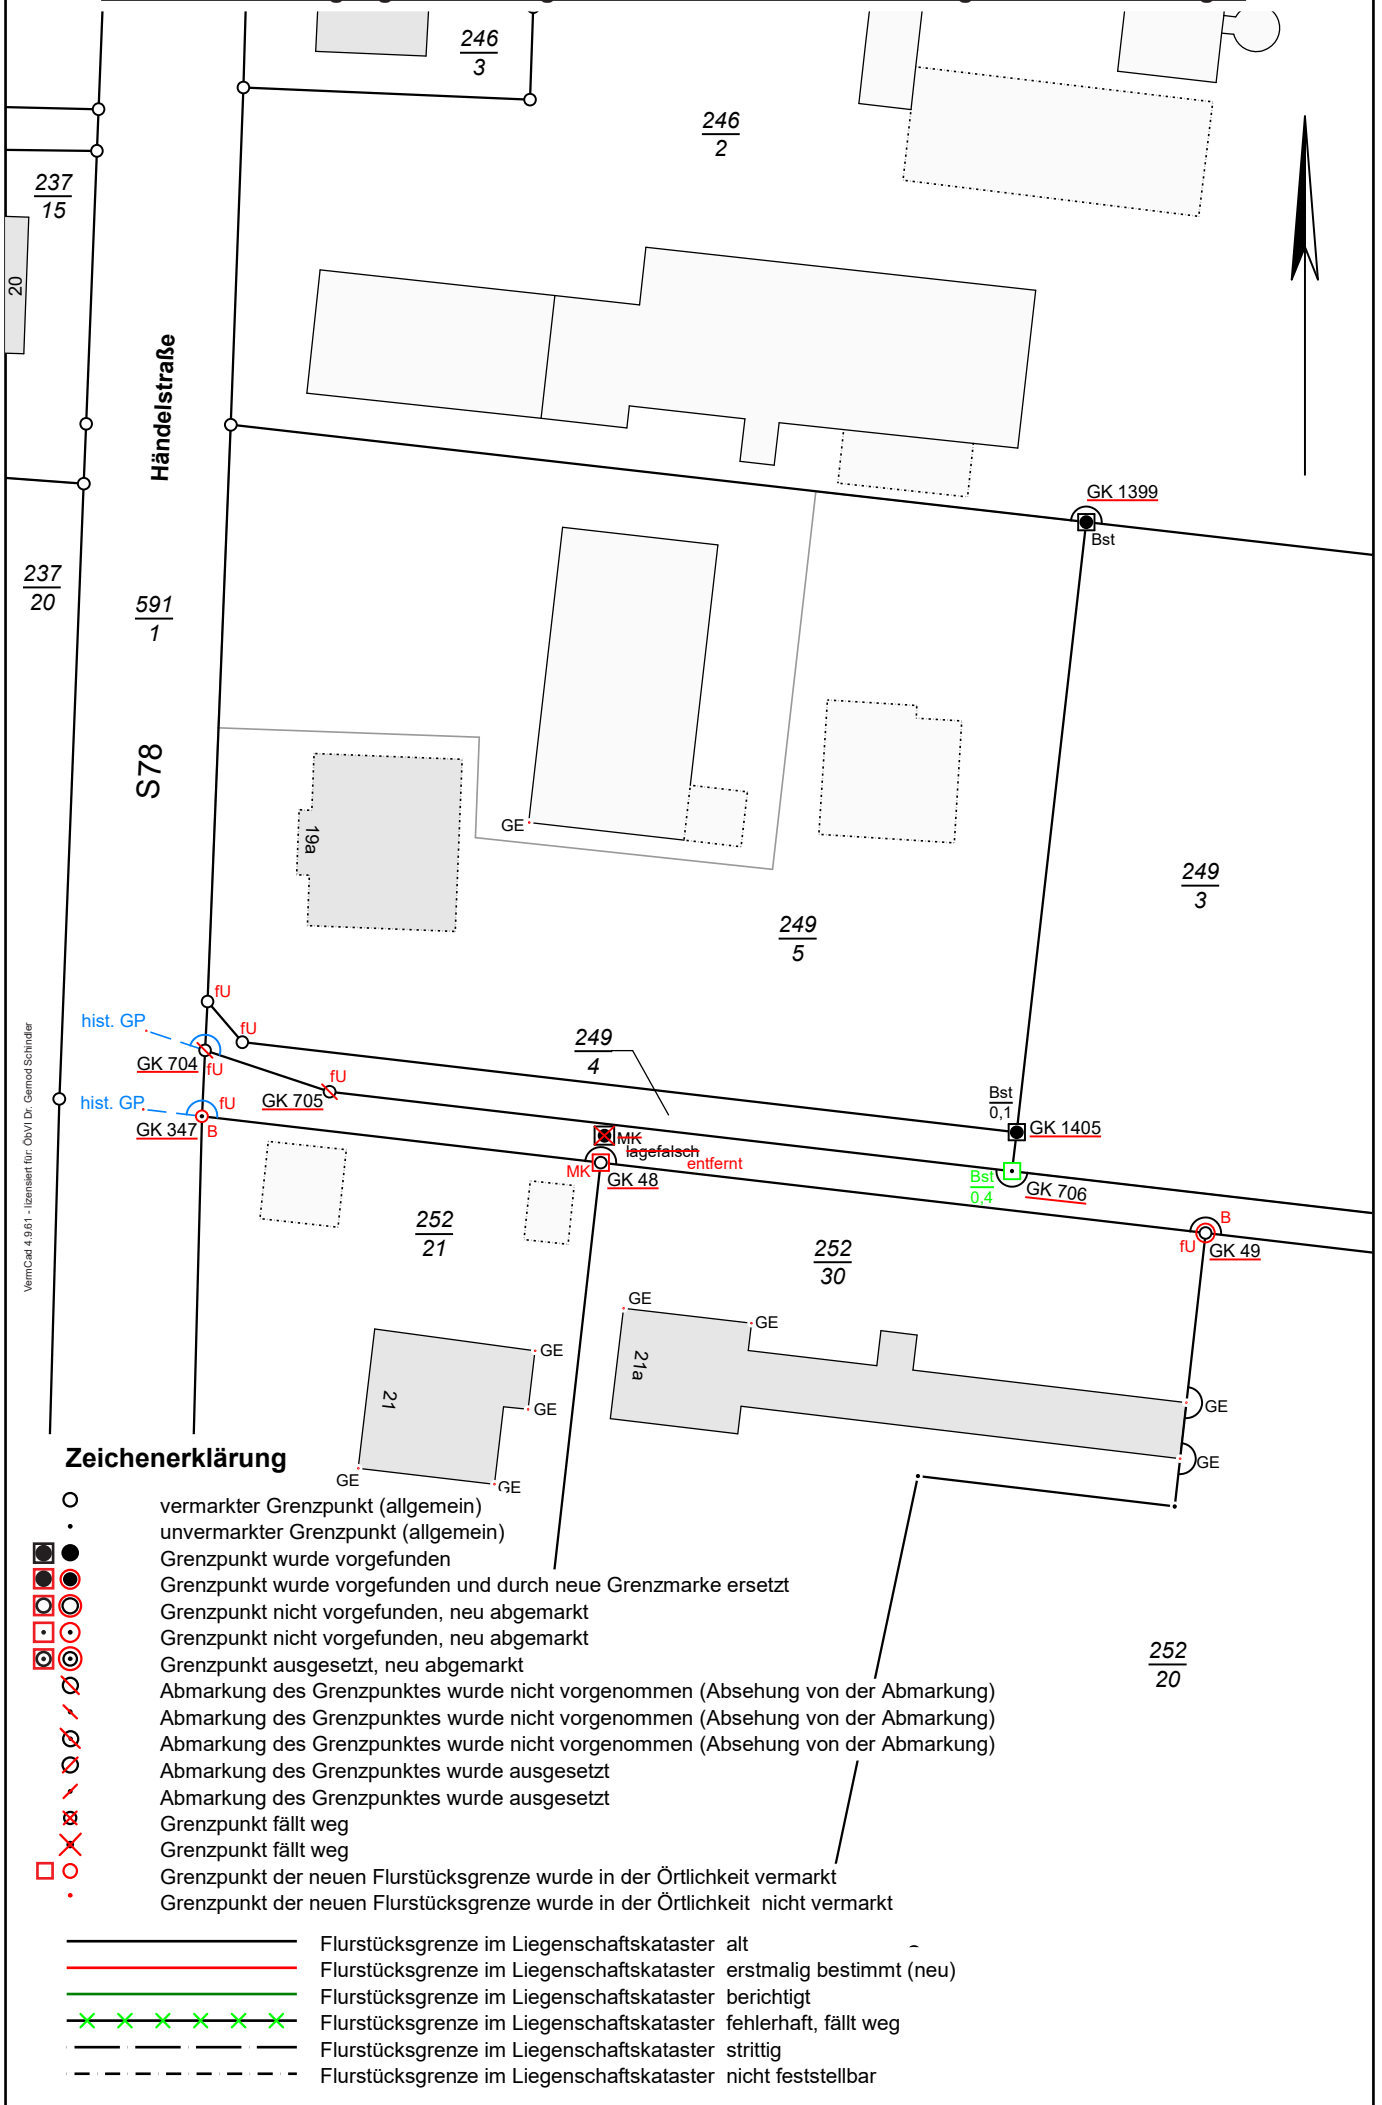 246
3
246
2
237
15
20
Händelstraße
GK 1399
Bst
237
20
591
1
S78
19a
GE
249
3
249
5
fU
hist. GP
fU
249
4
GK 704
fU
fU
GK 705
hist. GP
fU
GK 347
B
Bst
0,1
GK 1405
MK
lagefalsch
entfernt
MK
GK 48
Bst
0,4
GK 706
B
fU
GK 49
252
21
252
30
VermCad 4.9.61 - lizensiert für: ÖbVI Dr. Gernod Schindler
GE
GE
GE
21a
21
GE
GE
GE
GE
GE
252
20
Zeichenerklärung
vermarkter Grenzpunkt (allgemein)
unvermarkter Grenzpunkt (allgemein)
Grenzpunkt wurde vorgefunden
Grenzpunkt wurde vorgefunden und durch neue Grenzmarke ersetzt
Grenzpunkt nicht vorgefunden, neu abgemarkt
Grenzpunkt nicht vorgefunden, neu abgemarkt
Grenzpunkt ausgesetzt, neu abgemarkt
Abmarkung des Grenzpunktes wurde nicht vorgenommen (Absehung von der Abmarkung)
Abmarkung des Grenzpunktes wurde nicht vorgenommen (Absehung von der Abmarkung)
Abmarkung des Grenzpunktes wurde nicht vorgenommen (Absehung von der Abmarkung)
Abmarkung des Grenzpunktes wurde ausgesetzt
Abmarkung des Grenzpunktes wurde ausgesetzt
Grenzpunkt fällt weg
Grenzpunkt fällt weg
Grenzpunkt der neuen Flurstücksgrenze wurde in der Örtlichkeit vermarkt
Grenzpunkt der neuen Flurstücksgrenze wurde in der Örtlichkeit nicht vermarkt
Flurstücksgrenze im Liegenschaftskataster alt
Flurstücksgrenze im Liegenschaftskataster erstmalig bestimmt (neu)
Flurstücksgrenze im Liegenschaftskataster berichtigt
Flurstücksgrenze im Liegenschaftskataster fehlerhaft, fällt weg
Flurstücksgrenze im Liegenschaftskataster strittig
Flurstücksgrenze im Liegenschaftskataster nicht feststellbar